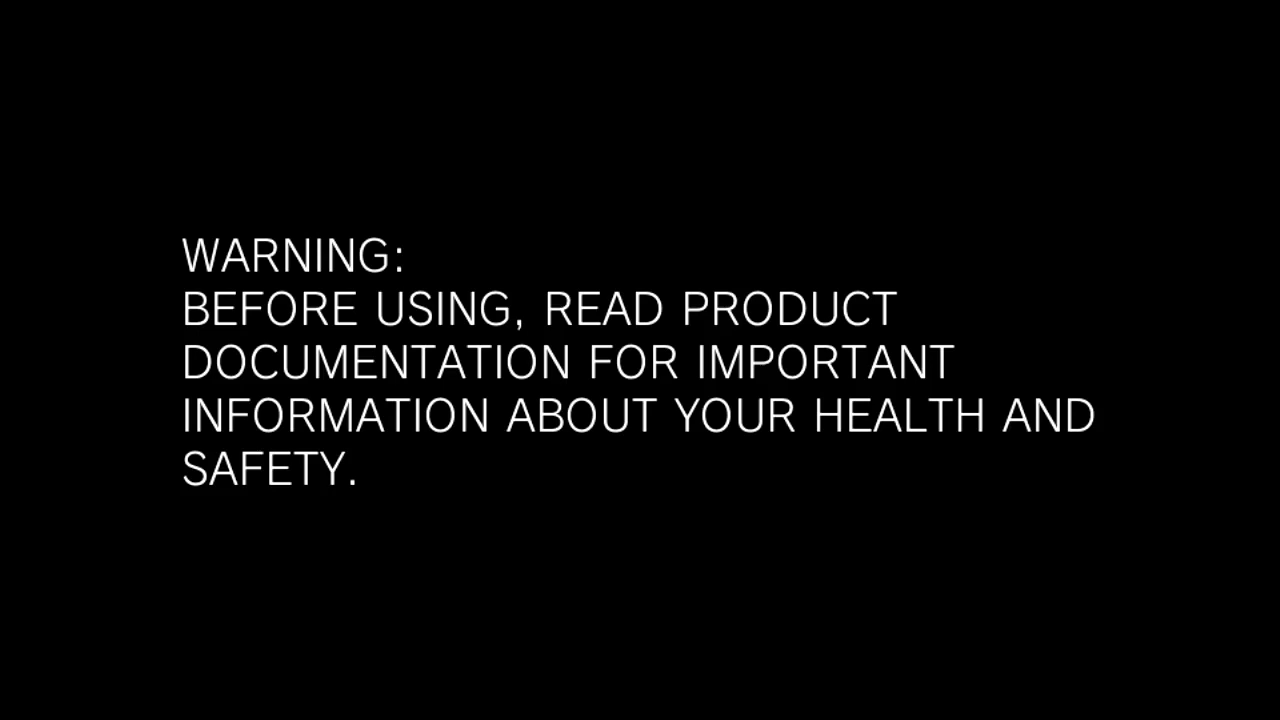 WARNING:
BEFORE USING, READ PRODUCT
DOCUMENTATION FOR IMPORTANT
INFORMATION ABOUT YOUR HEALTH AND
SAFETY.